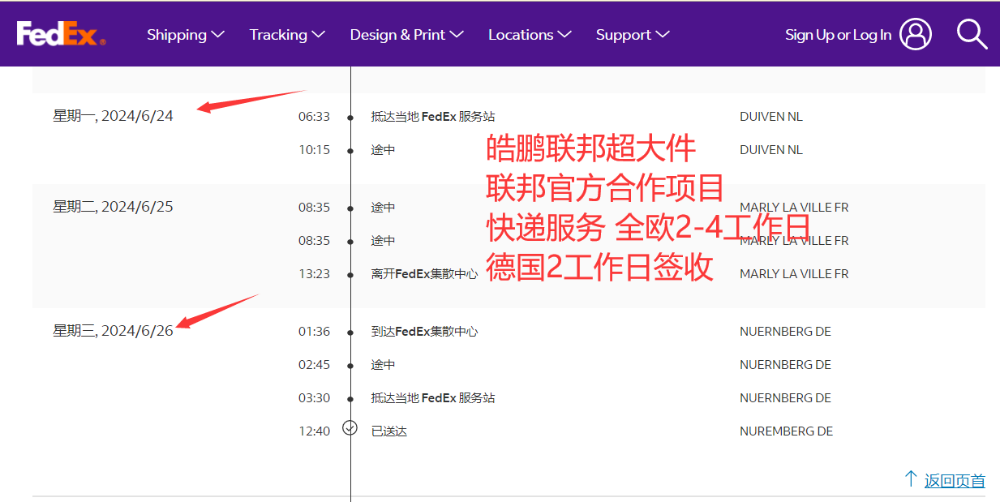 FedEx®
Shipping Tracking Design & Print Locations Support Sign Up or Log In
星期一, 2024/6/24 06:33 抵达当地 FedEx 服务站 DUIVEN NL
10:15 途中 DUIVEN NL
星期二, 2024/6/25 08:35 途中 MARLY LA VILLE FR
08:35 途中 MARLY LA VILLE FR
13:23 离开FedEx集散中心 MARLY LA VILLE FR
皓鹏联邦超大件
联邦官方合作项目
快递服务 全欧2-4工作日
德国2工作日签收
星期三, 2024/6/26 01:36 到达FedEx集散中心 NUERNBERG DE
02:45 途中 NUERNBERG DE
03:30 抵达当地 FedEx 服务站 NUERNBERG DE
12:40 已送达 NUREMBERG DE
返回页首